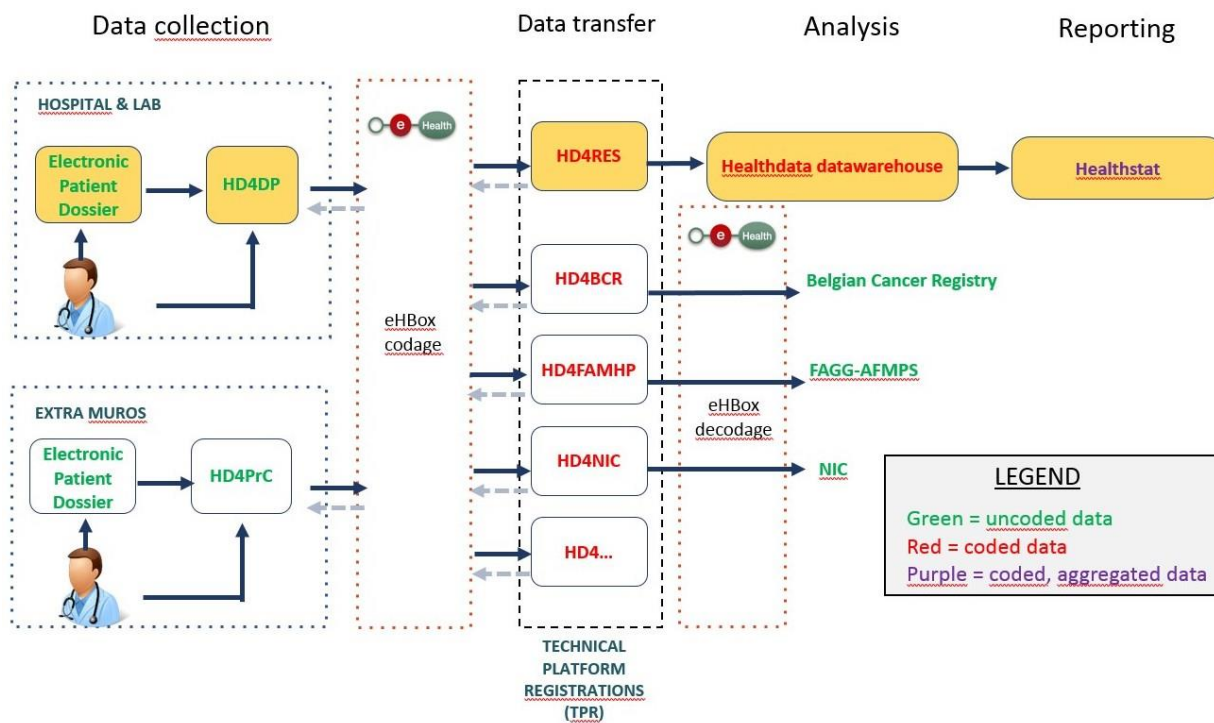 Data collection
Data transfer
Analysis
Reporting
HOSPITAL & LAB
Electronic
Patient
Dossier
HD4DP
e Health
HD4RES
Healthdata datawarehouse
Healthstat
e Health
HD4BCR
Belgian Cancer Registry
eHBox
codage
HD4FAMHP
FAGG-AFMPS
eHBox
decodage
EXTRA MUROS
Electronic
Patient
Dossier
HD4PrC
HD4NIC
NIC
HD4...
TECHNICAL
PLATFORM
REGISTRATIONS
(TPR)
LEGEND
Green = uncoded data
Red = coded data
Purple = coded, aggregated data